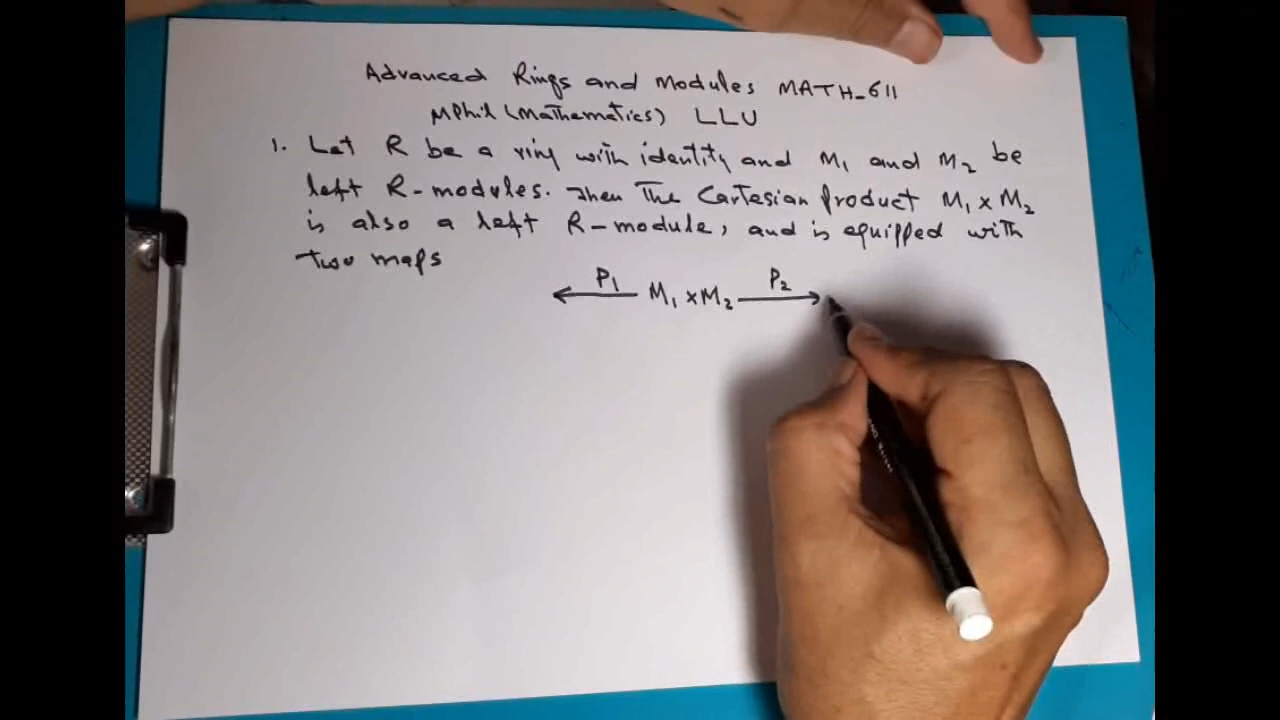 Advanced Rings and Modules MATH-611
MPhil (Mathematics) LLU
1. Let R be a ring with identity and M₁ and M₂ be
left R-modules. Then The Cartesian Product M₁ × M₂
is also a left R-module, and is equipped with
two maps
←P₁ M₁ × M₂ P₂→